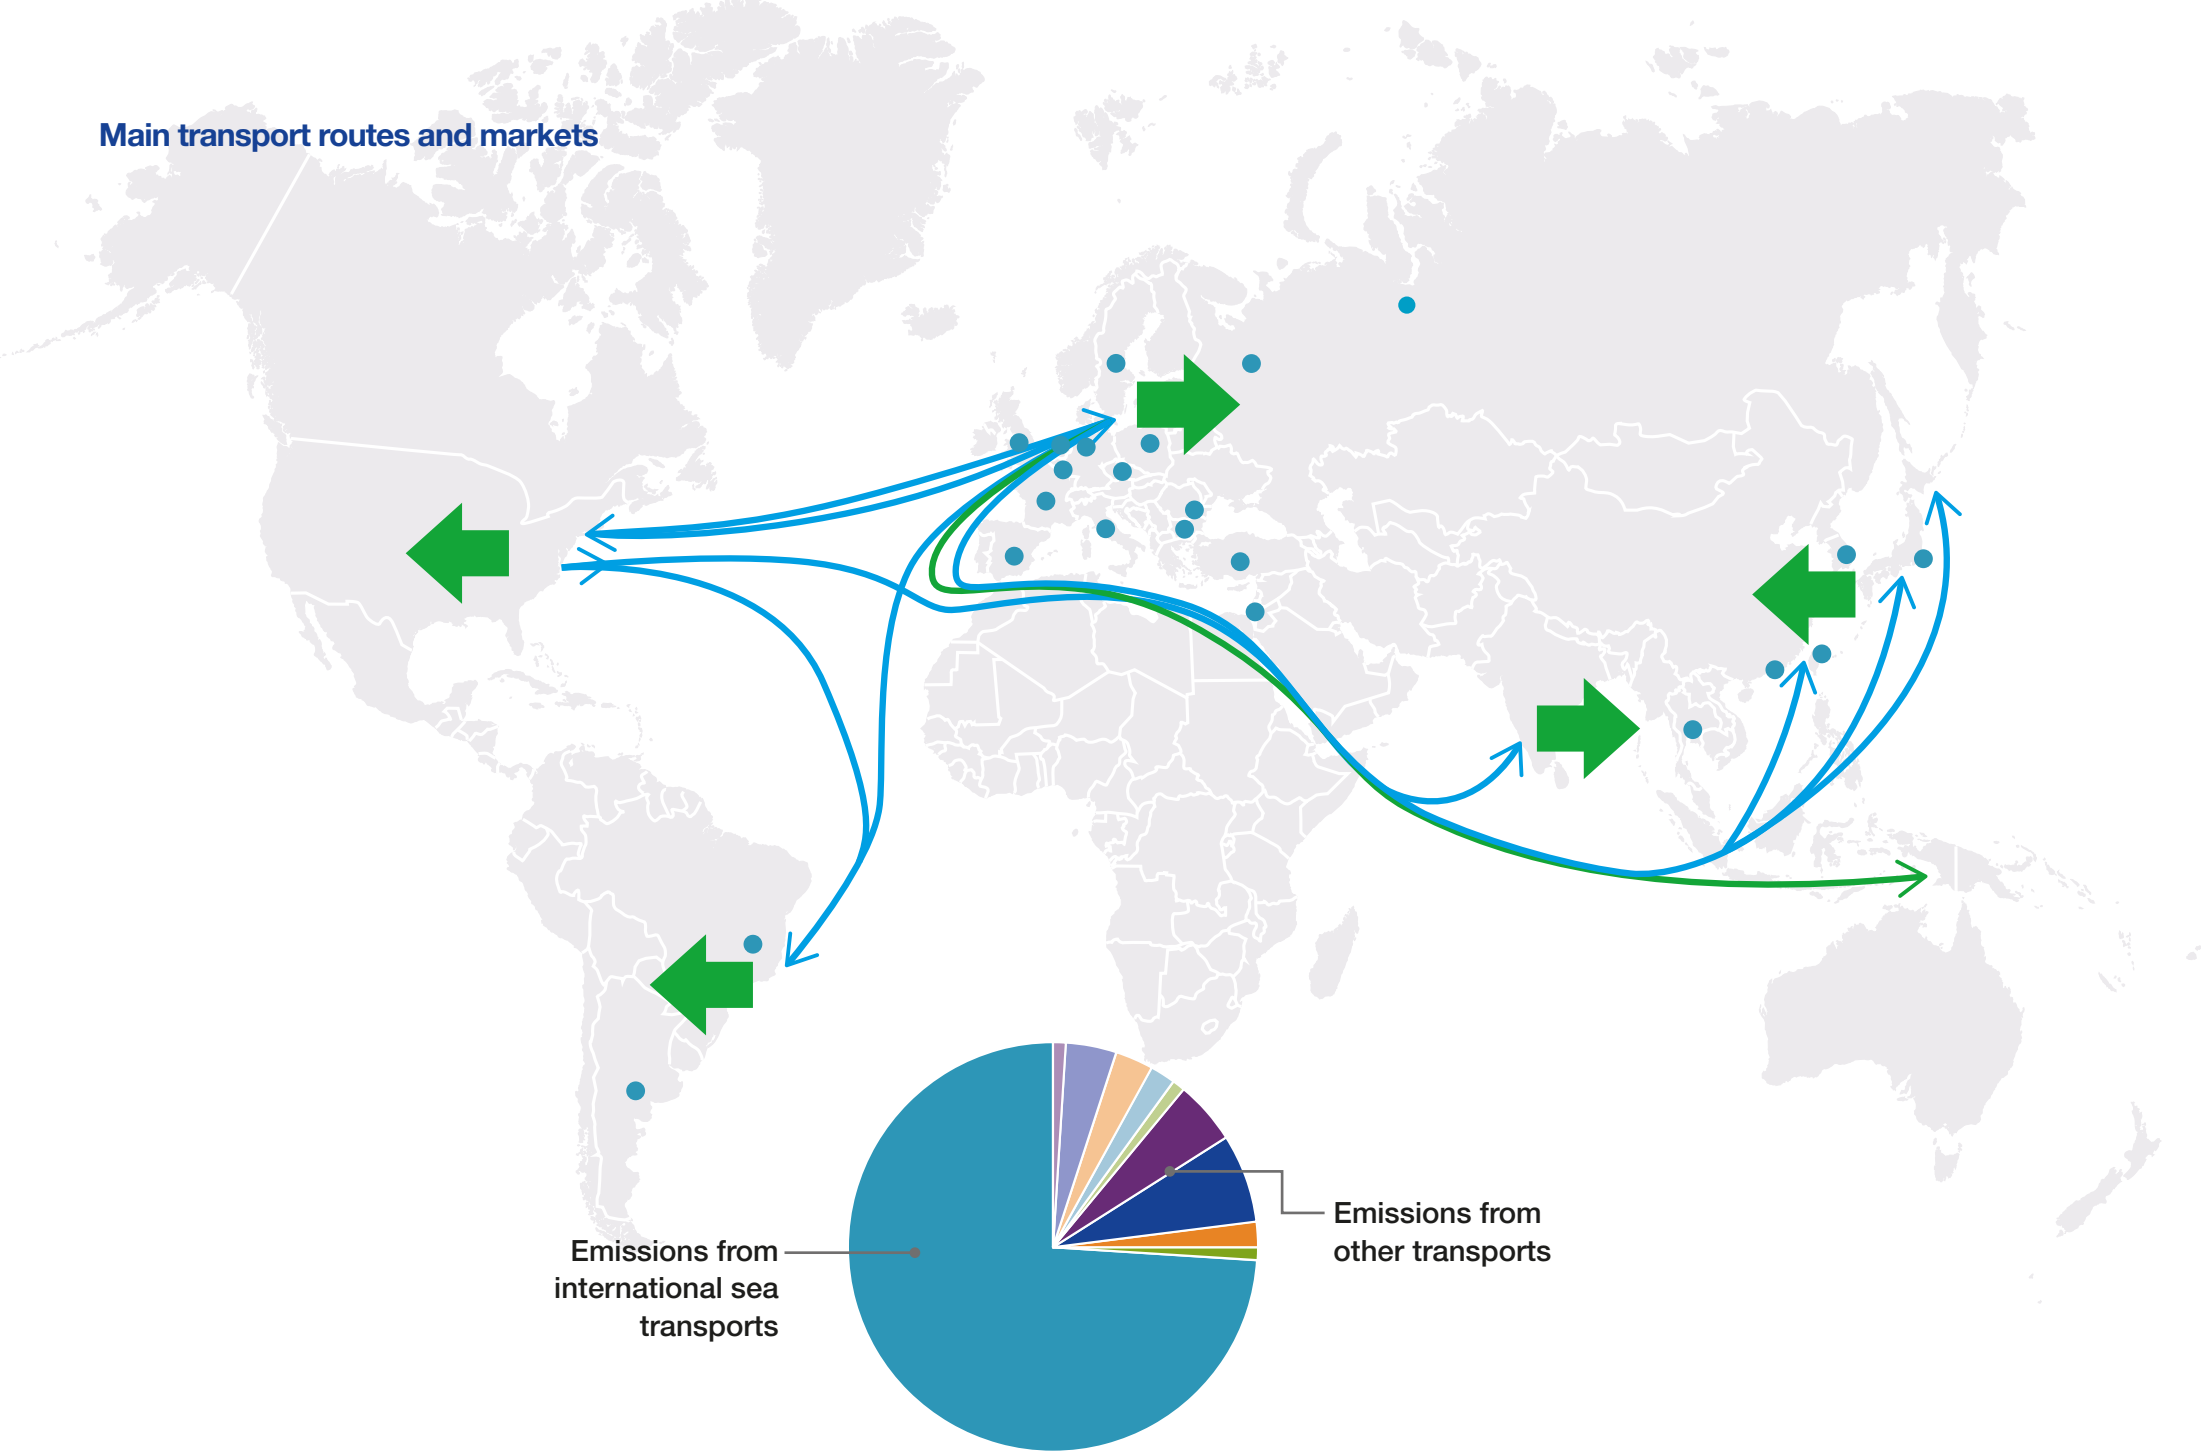 Main transport routes and markets
Emissions from
international sea
transports
Emissions from
other transports